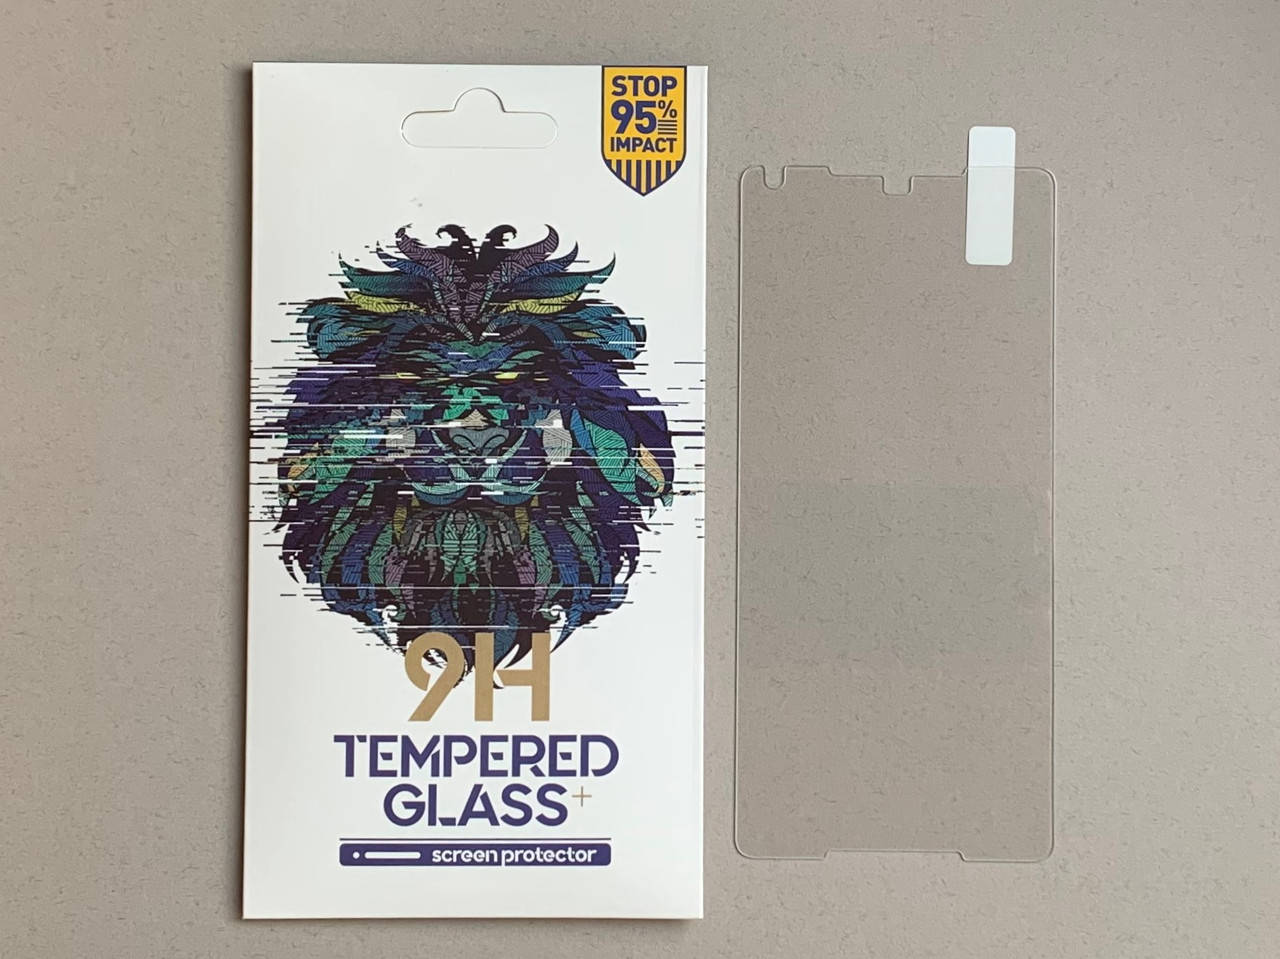 STOP
95%
IMPACT
9H
TEMPERED
GLASS+
screen protector